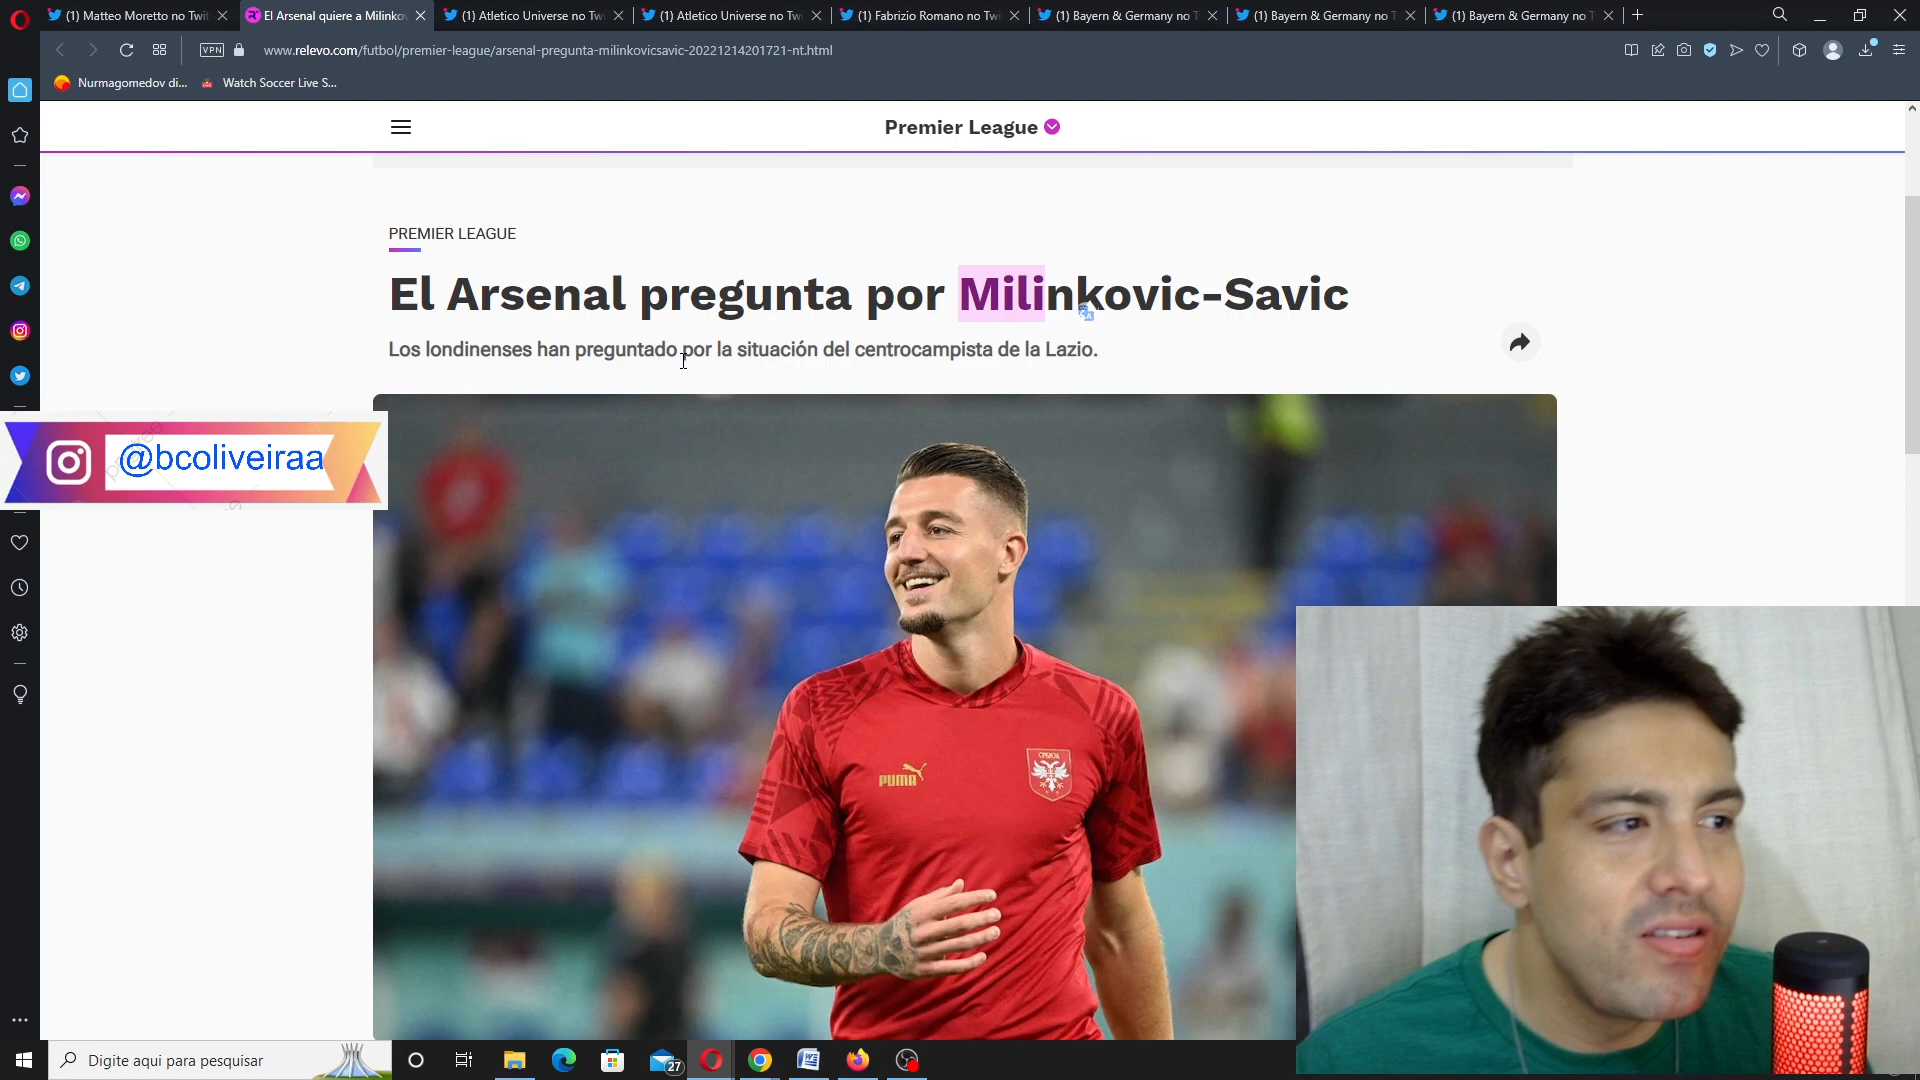 (1) Matteo Moretto no Twit
El Arsenal quiere a Milinkov
(1) Atletico Universe no Tw
(1) Atletico Universe no Tw
(1) Fabrizio Romano no Tw
(1) Bayern & Germany no T
(1) Bayern & Germany no T
(1) Bayern & Germany no T
VPN
www.relevo.com/futbol/premier-league/arsenal-pregunta-milinkovicsavic-20221214201721-nt.html
Nurmagomedov di...
Watch Soccer Live S...
Premier League
PREMIER LEAGUE
El Arsenal pregunta por Milinkovic-Savic
Los londinenses han preguntado por la situación del centrocampista de la Lazio.
@bcoliveiraa
PUMA
Digite aqui para pesquisar
27